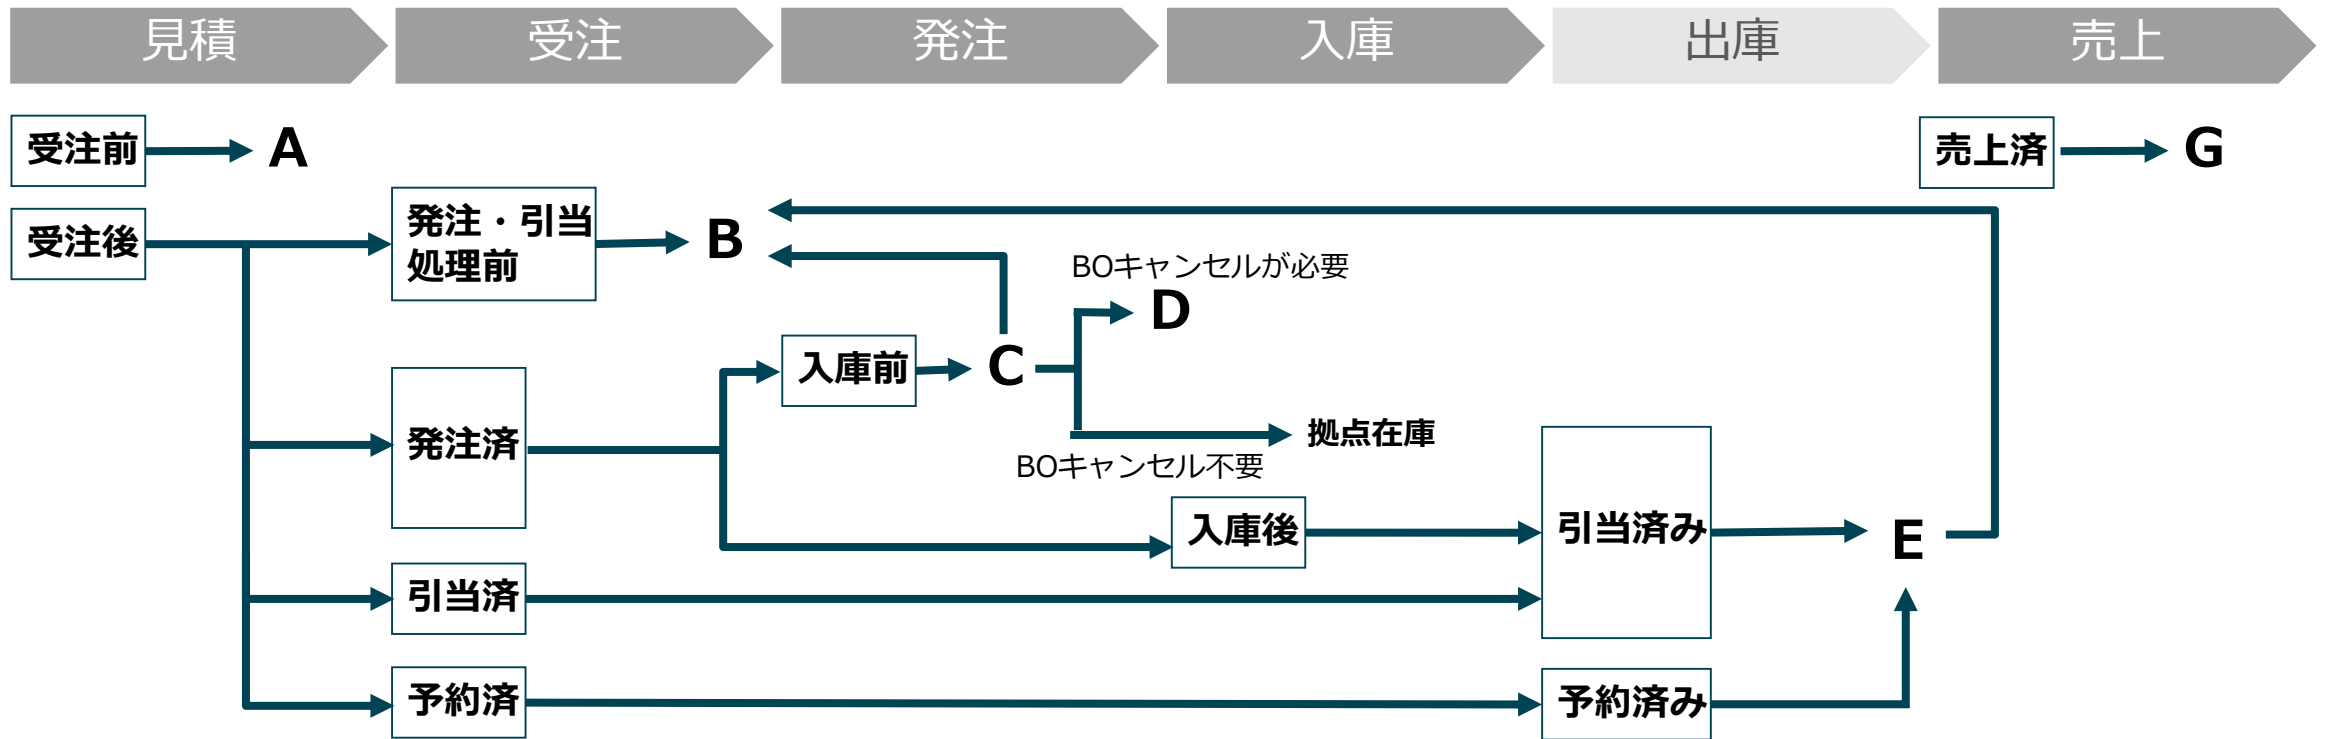 見積
受注
発注
入庫
出庫
売上
受注前
A
売上済
G
受注後
発注・引当
処理前
B
BOキャンセルが必要
D
入庫前
C
発注済
拠点在庫
BOキャンセル不要
入庫後
引当済み
E
引当済
予約済
予約済み